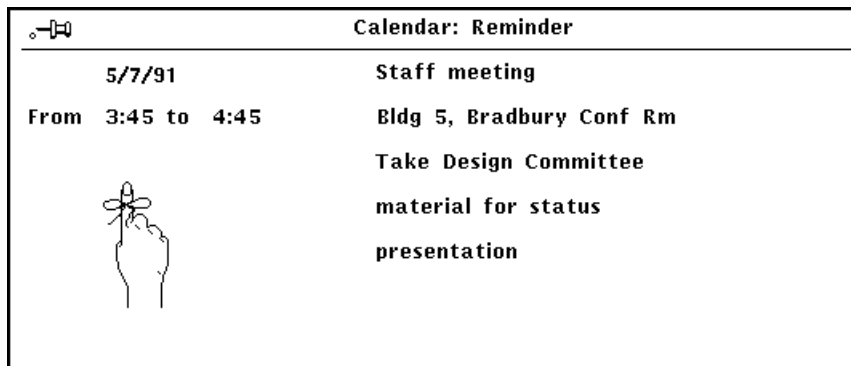 Calendar: Reminder
5/7/91
Staff meeting
From 3:45 to 4:45
Bldg 5, Bradbury Conf Rm
Take Design Committee
material for status
presentation